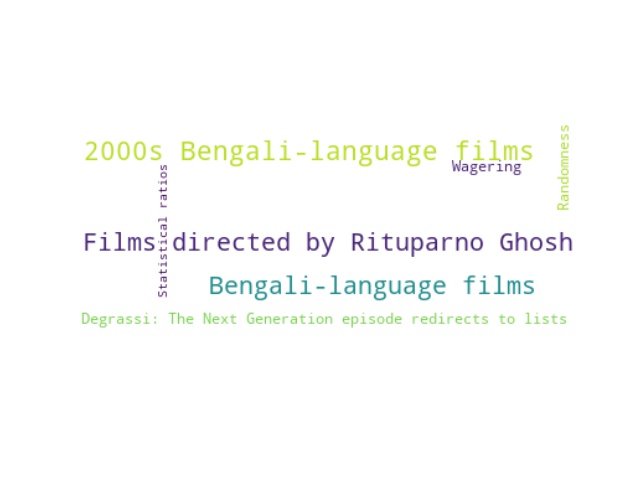 2000s Bengali-language films
Wagering
Randomness
Statistical ratios
Films directed by Rituparno Ghosh
Bengali-language films
Degrassi: The Next Generation episode redirects to lists